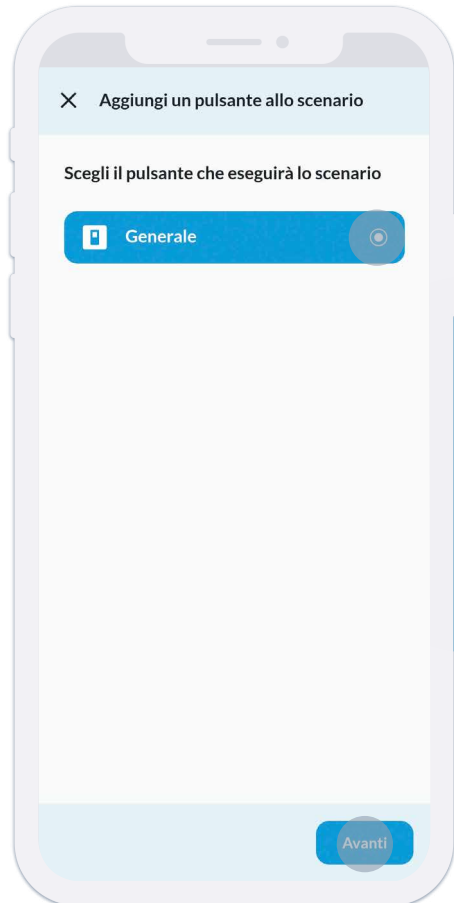 Aggiungi un pulsante allo scenario
Scegli il pulsante che eseguirà lo scenario
Generale
Avanti